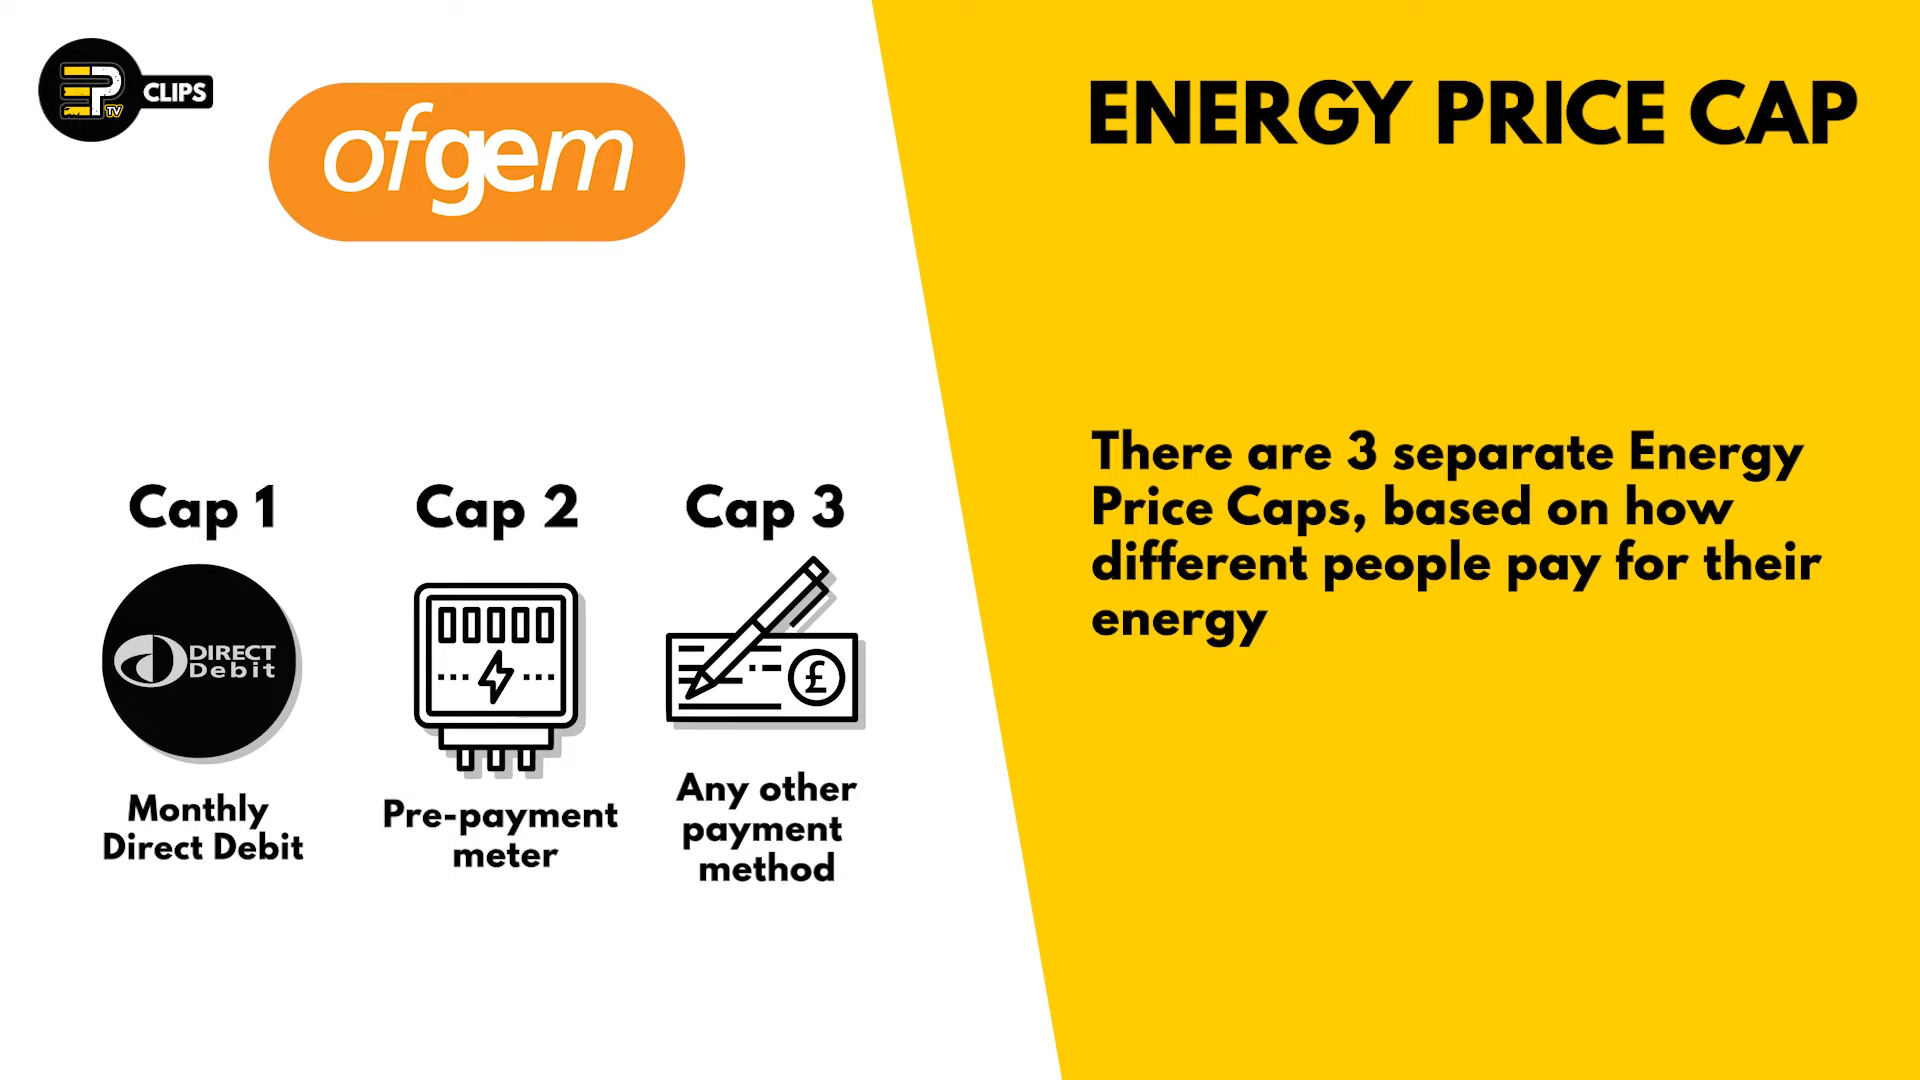 EP TV CLIPS
ofgem
ENERGY PRICE CAP
Cap 1
Cap 2
Cap 3
DIRECT
Debit
£
Monthly
Direct Debit
Pre-payment
meter
Any other
payment
method
There are 3 separate Energy
Price Caps, based on how
different people pay for their
energy